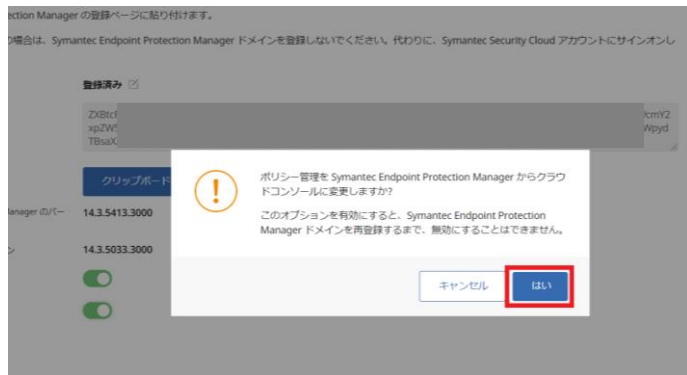 ection Manager の登録ページに貼り付けます。
場合は、Symantec Endpoint Protection Manager ドメインを登録しないでください。代わりに、Symantec Security Cloud アカウントにサインオンし
登録済み
ZXBtcF
/cmY2
xpZW5
Wpyd
TBsaX
クリップボード
ポリシー管理を Symantec Endpoint Protection Manager からクラウ
ドコンソールに変更しますか?
このオプションを有効にすると、Symantec Endpoint Protection
Manager ドメインを再登録するまで、無効にすることはできません。
Manager のバー
14.3.5413.3000
ン
14.3.5033.3000
キャンセル
はい